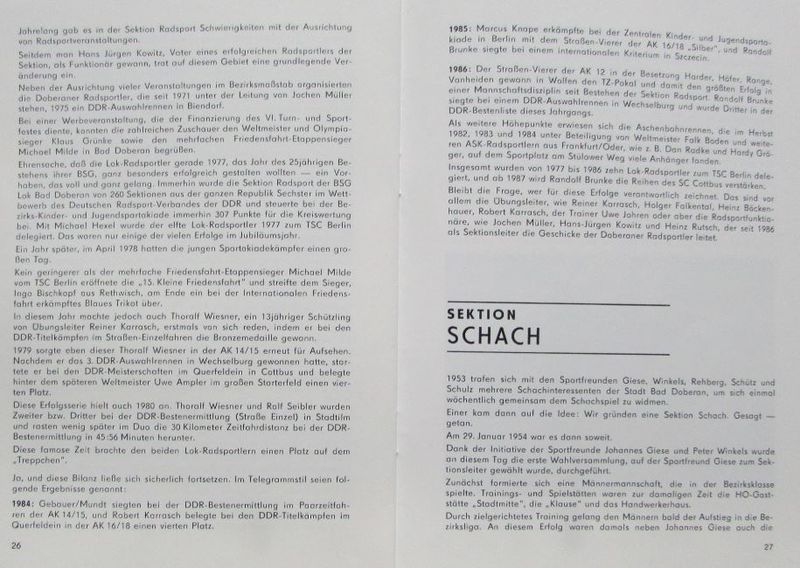 Jahrelang gab es in der Sektion Radsport Schwierigkeiten mit der Ausrichtung
von Radsportveranstaltungen.
Seitdem man Hans Jürgen Kowitz, Vater eines erfolgreichen Radsportlers der
Sektion, als Funktionär gewann, trat auf diesem Gebiet eine grundlegende Ver-
änderung ein.
Neben der Ausrichtung vieler Veranstaltungen im Bezirksmaßstab organisierten
die Doberaner Radsportler, die seit 1971 unter der Leitung von Jochen Müller
stehen, 1975 ein DDR-Auswahlrennen in Biendorf.
Bei einer Werbeveranstaltung, die der Finanzierung des VI. Turn- und Sport-
festes diente, konnten die zahlreichen Zuschauer den Weltmeister und Olympia-
sieger Klaus Grünke sowie den mehrfachen Friedensfahrt-Etappensieger
Michael Milde in Bad Doberan begrüßen.
Ehrensache, daß die Lok-Radsportler gerade 1977, das Jahr des 25jährigen Be-
stehens ihrer BSG, ganz besonders erfolgreich gestalten wollten — ein Vor-
haben, das voll und ganz gelang. Immerhin wurde die Sektion Radsport der BSG
Lok Bad Doberan von 260 Sektionen aus der ganzen Republik Sechster im Wett-
bewerb des Deutschen Radsport-Verbandes der DDR und steuerte bei der Be-
zirks-Kinder- und Jugendspartakiade immerhin 307 Punkte für die Kreiswertung
bei. Mit Michael Hexel wurde der elfte Lok-Radsportler 1977 zum TSC Berlin
delegiert. Das waren nur einige der vielen Erfolge im Jubiläumsjahr.
Ein Jahr später, im April 1978 hatten die jungen Sportakiadekämpfer einen gro-
ßen Tag.
Kein geringerer als der mehrfache Friedensfahrt-Etappensieger Michael Milde
vom TSC Berlin eröffnete die „15. Kleine Friedensfahrt" und streifte dem Sieger,
Ingo Bischkopf aus Rethwisch, am Ende ein bei der Internationalen Friedens-
fahrt erkämpftes Blaues Trikot über.
In diesem Jahr machte jedoch auch Thoralf Wiesner, ein 13jähriger Schützling
von Übungsleiter Reiner Karrasch, erstmals von sich reden, indem er bei den
DDR-Titelkämpfen im Straßen-Einzelfahren die Bronzemedaille gewann.
1979 sorgte eben dieser Thoralf Wiesner in der AK 14/15 erneut für Aufsehen.
Nachdem er das 3. DDR-Auswahlrennen in Wechselburg gewonnen hatte, star-
tete er bei den DDR-Meisterschaften im Querfeldein in Cottbus und belegte
hinter dem späteren Weltmeister Uwe Ampler im großen Starterfeld einen vier-
ten Platz.
Diese Erfolgsserie hielt auch 1980 an. Thoralf Wiesner und Ralf Seibler wurden
Zweiter bzw. Dritter bei der DDR-Bestenermittlung (Straße Einzel) in Stadtilm
und rasten wenig später im Duo die 30 Kilometer Zeitfahrdistanz bei der DDR-
Bestenermittlung in 45:56 Minuten herunter.
Diese famose Zeit brachte den beiden Lok-Radsportlern einen Platz auf dem
„Treppchen".
Ja, und diese Bilanz ließe sich sicherlich fortsetzen. Im Telegrammstil seien fol-
gende Ergebnisse genannt:
1984: Gebauer/Mundt siegten bei der DDR-Bestenermittlung im Paarzeitfah-
ren der AK 14/15, und Robert Karrasch belegte bei den DDR-Titelkämpfen im
Querfeldein in der AK 16/18 einen vierten Platz.
26
1985: Marcus Knape erkämpfte bei der Zentralen Kinder- und Jugendsparta-
kiade in Berlin mit dem Straßen-Vierer der AK 16/18 „Silber", und Randolf
Brunke siegte bei einem internationalen Kriterium in Szczecin.
1986: Der Straßen-Vierer der AK 12 in der Besetzung Harder, Höfer, Range,
Vanheiden gewann in Wolfen den TZ-Pokal und damit den größten Erfolg in
einer Mannschaftsdisziplin seit Bestehen der Sektion Radsport. Randolf Brunke
siegte bei einem DDR-Auswahlrennen in Wechselburg und wurde Dritter in der
DDR-Bestenliste dieses Jahrgangs.
Als weitere Höhepunkte erwiesen sich die Aschenbahnrennen, die im Herbst
1982, 1983 und 1984 unter Beteiligung von Weltmeister Falk Boden und weite-
ren ASK-Radsportlern aus Frankfurt/Oder, wie z. B. Dan Radke und Hardy Grö-
ger, auf dem Sportplatz am Stülower Weg viele Anhänger fanden.
Insgesamt wurden von 1977 bis 1986 zehn Lok-Radsportler zum TSC Berlin dele-
giert, und ab 1987 wird Randolf Brunke die Reihen des SC Cottbus verstärken.
Bleibt die Frage, wer für diese Erfolge verantwortlich zeichnet. Das sind vor
allem die Übungsleiter, wie Reiner Karrasch, Holger Falkental, Heinz Böcken-
hauer, Robert Karrasch, der Trainer Uwe Jahren oder aber die Radsportfunktio-
näre, wie Jochen Müller, Hans-Jürgen Kowitz und Heinz Rutsch, der seit 1986
als Sektionsleiter die Geschicke der Doberaner Radsportler leitet.
SEKTION
SCHACH
1953 trafen sich mit den Sportfreunden Giese, Winkels, Rehberg, Schütz und
Schulz mehrere Schachinteressenten der Stadt Bad Doberan, um sich einmal
wöchentlich gemeinsam dem Schachspiel zu widmen.
Einer kam dann auf die Idee: Wir gründen eine Sektion Schach. Gesagt —
getan.
Am 29. Januar 1954 war es dann soweit.
Dank der Initiative der Sportfreunde Johannes Giese und Peter Winkels wurde
an diesem Tag die erste Wahlversammlung, auf der Sportfreund Giese zum Sek-
tionsleiter gewählt wurde, durchgeführt.
Zunächst formierte sich eine Männermannschaft, die in der Bezirksklasse
spielte. Trainings- und Spielstätten waren zur damaligen Zeit die HO-Gast-
stätte „Stadtmitte", die „Klause" und das Handwerkerhaus.
Durch zielgerichtetes Training gelang den Männern bald der Aufstieg in die Be-
zirksliga. An diesem Erfolg waren damals neben Johannes Giese auch die
27